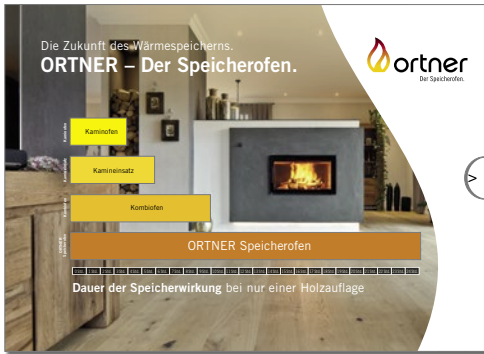 Die Zukunft des Wärmespeicherns.
ORTNER – Der Speicherofen.
ortner
Der Speicherofen.
Kaminofen
Kamineinsatz
Kombiofen
ORTNER Speicherofen
Dauer der Speicherwirkung bei nur einer Holzauflage
>